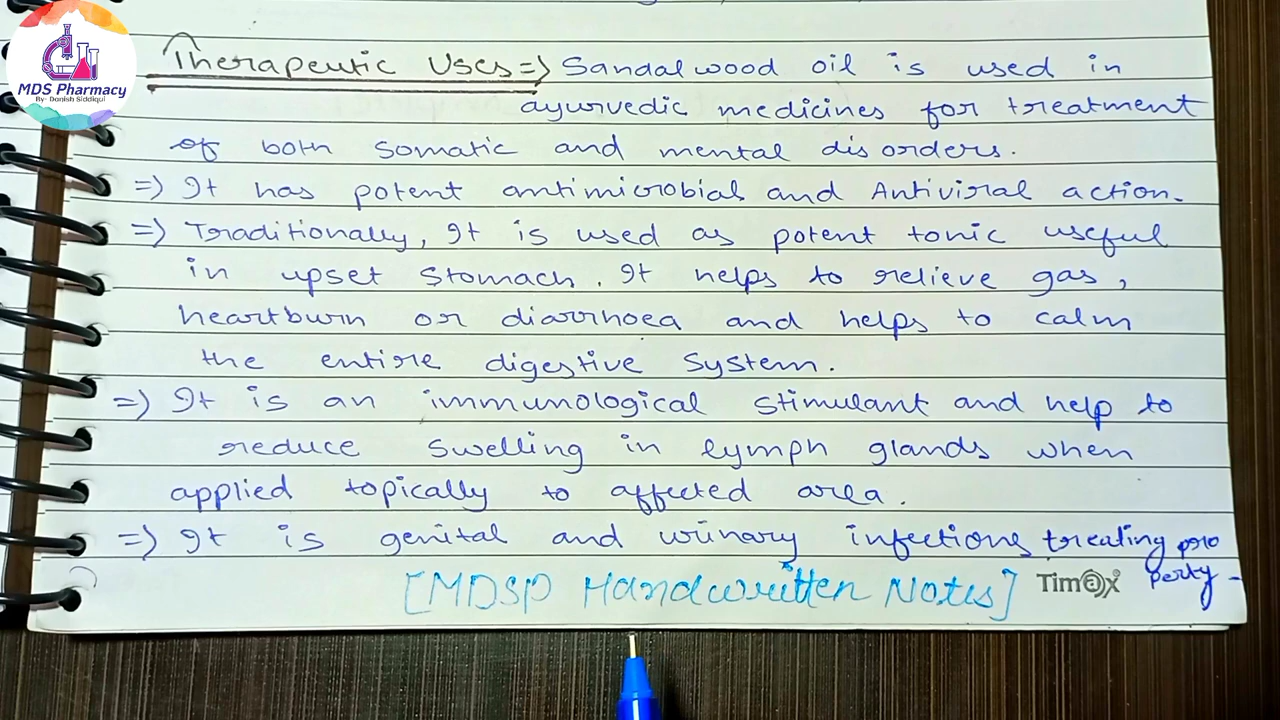 MDS Pharmacy
By- Danish Siddiqui
Therapeutic Uses => Sandalwood oil is used in
ayurvedic medicines for treatment
of both somatic and mental disorders.
=> It has potent antimicrobial and Antiviral action.
=> Traditionally, It is used as potent tonic useful
in upset stomach. It helps to relieve gas,
heartburn or diarrhoea and helps to calm
the entire digestive system.
=> It is an immunological stimulant and help to
reduce swelling in lymph glands when
applied topically to affected area.
=> It is genital and urinary infections treating pro
perty -
[MDSP Handwritten Notes]
Timex